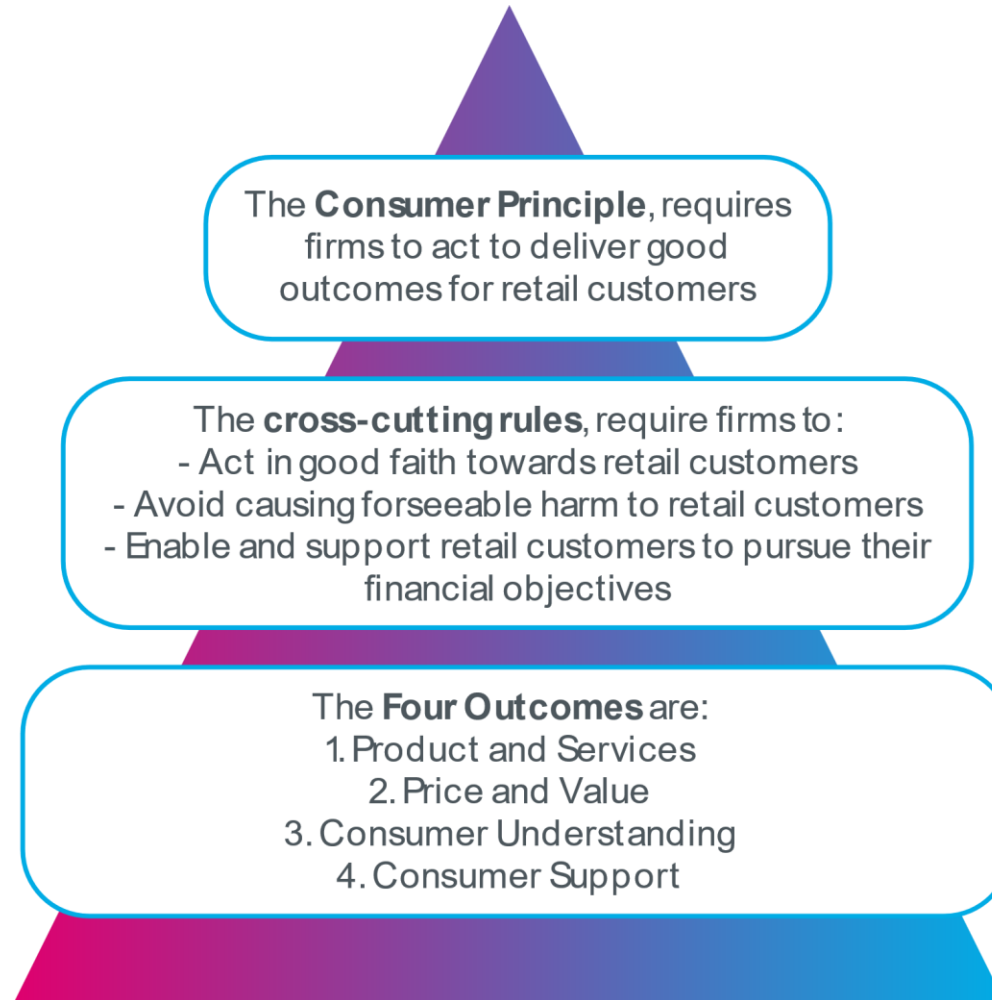 The Consumer Principle, requires
firms to act to deliver good
outcomes for retail customers
The cross-cutting rules, require firms to:
- Act in good faith towards retail customers
- Avoid causing forseeable harm to retail customers
- Enable and support retail customers to pursue their
financial objectives
The Four Outcomes are:
1. Product and Services
2. Price and Value
3. Consumer Understanding
4. Consumer Support